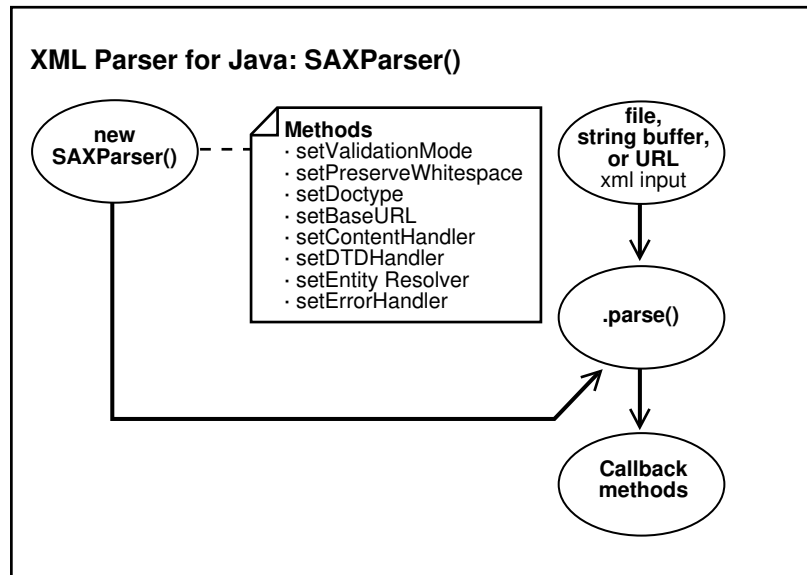 XML Parser for Java: SAXParser()
new
SAXParser()
Methods
· setValidationMode
· setPreserveWhitespace
· setDoctype
· setBaseURL
· setContentHandler
· setDTDHandler
· setEntity Resolver
· setErrorHandler
file,
string buffer,
or URL
xml input
.parse()
Callback
methods